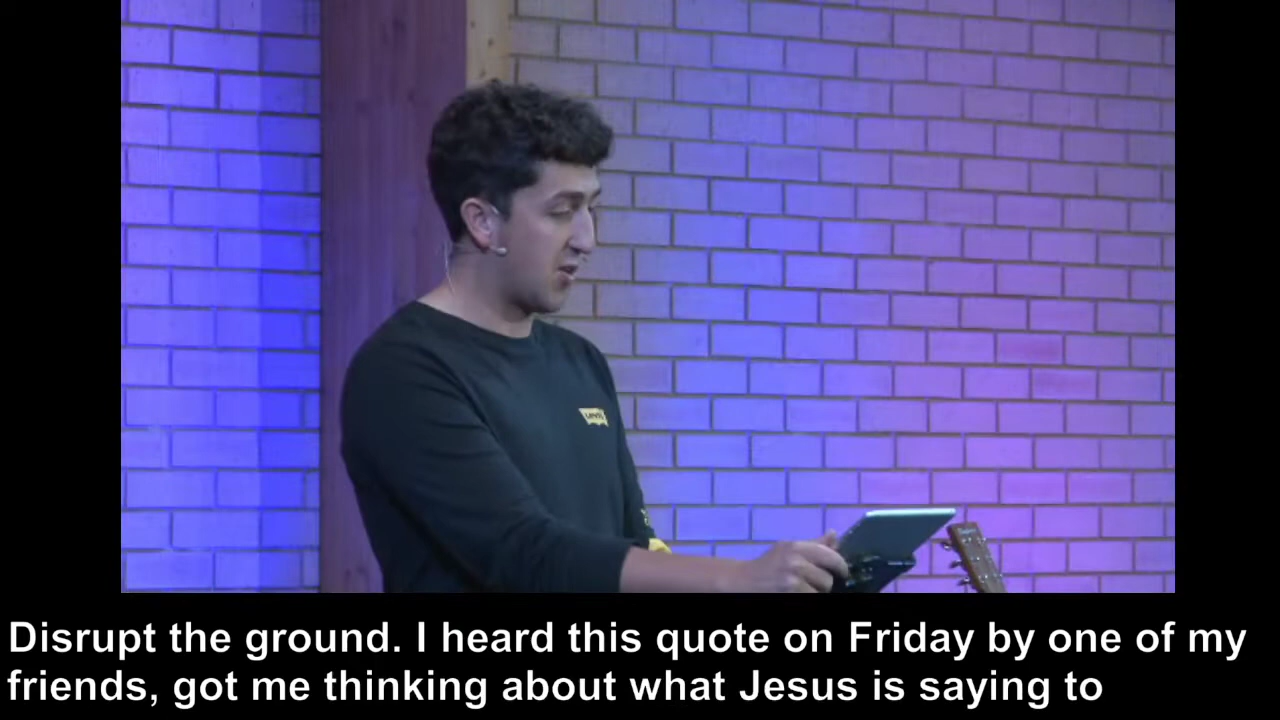 Levi's
Disrupt the ground. I heard this quote on Friday by one of my
friends, got me thinking about what Jesus is saying to